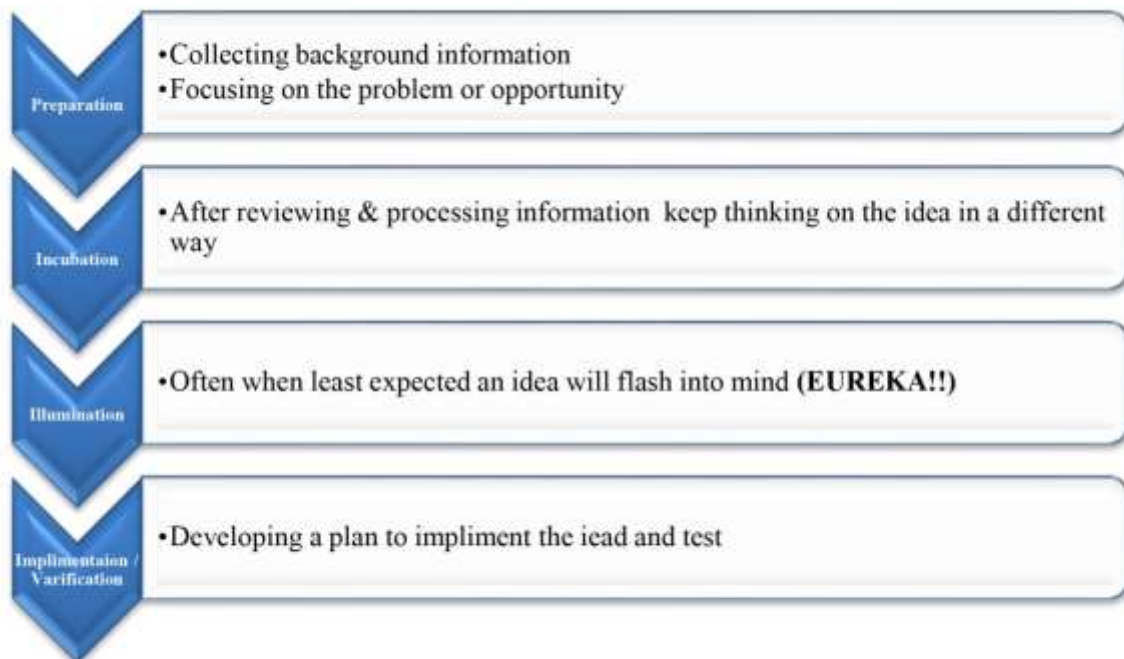 Preparation
•Collecting background information
•Focusing on the problem or opportunity
Incubation
•After reviewing & processing information keep thinking on the idea in a different
way
Illumination
•Often when least expected an idea will flash into mind (EUREKA!!)
Implimentaion /
Varification
•Developing a plan to impliment the iead and test